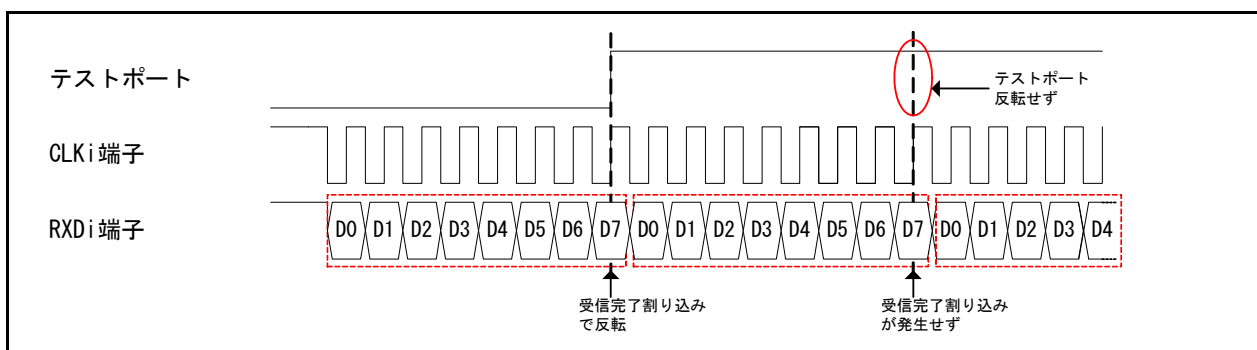 テストポート
テストポート
反転せず
CLKi端子
RXDi端子
D0 D1 D2 D3 D4 D5 D6 D7 D0 D1 D2 D3 D4 D5 D6 D7 D0 D1 D2 D3 D4
受信完了割り込み
で反転
受信完了割り込み
が発生せず